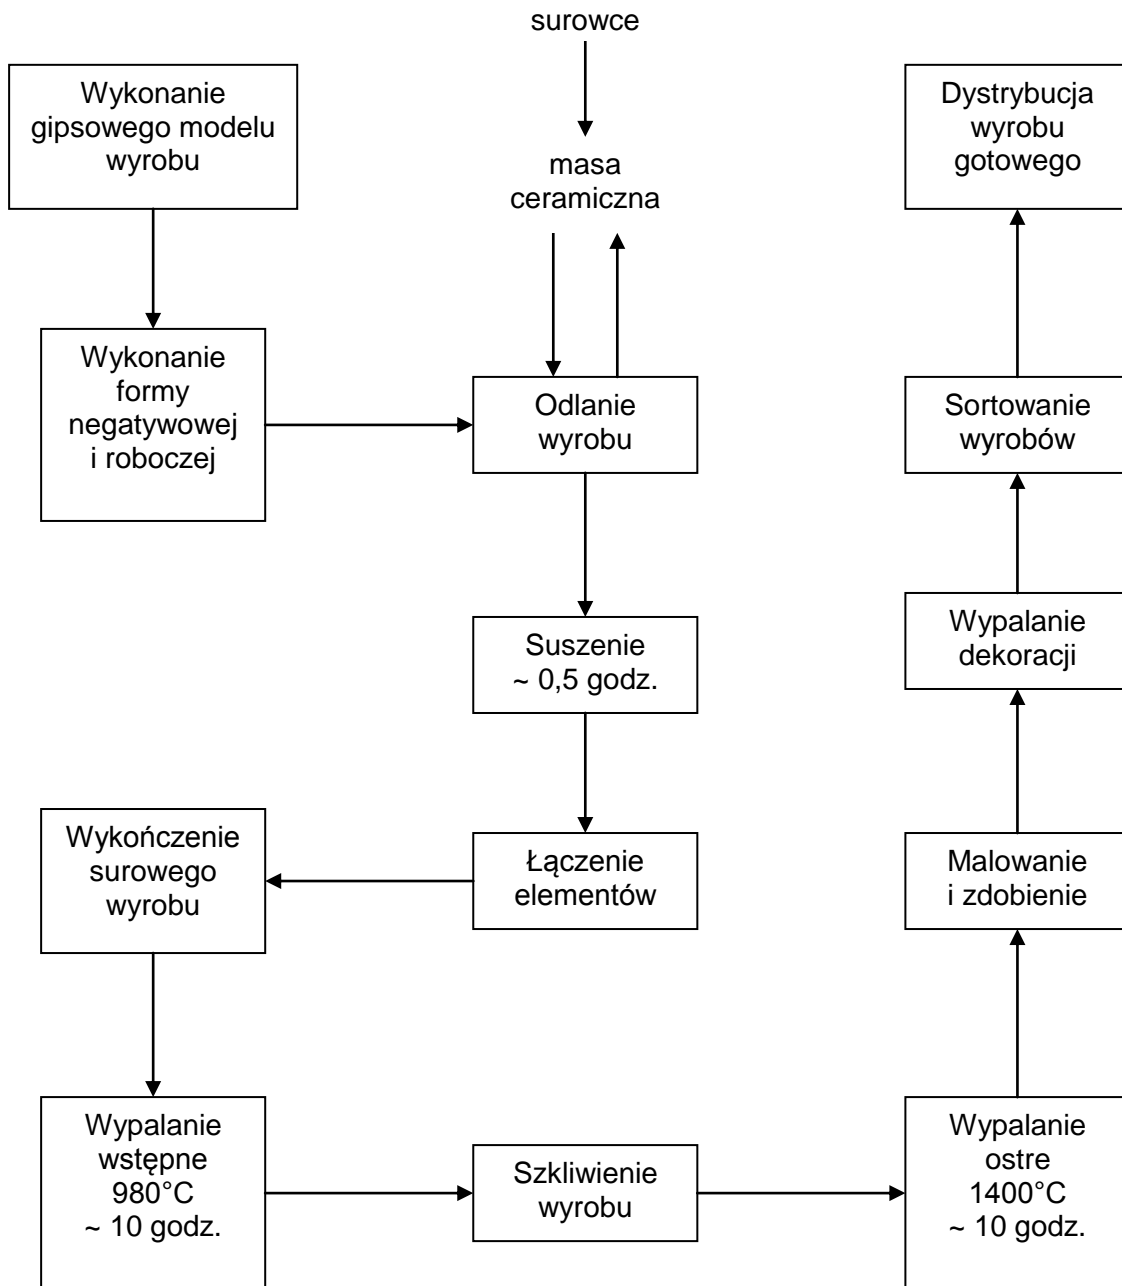 surowce
masa
ceramiczna
Wykonanie
gipsowego modelu
wyrobu
Wykonanie
formy
negatywowej
i roboczej
Odlanie
wyrobu
Suszenie
~ 0,5 godz.
Łączenie
elementów
Wykończenie
surowego
wyrobu
Wypalanie
wstępne
980°C
~ 10 godz.
Szkliwienie
wyrobu
Wypalanie
ostre
1400°C
~ 10 godz.
Malowanie
i zdobienie
Wypalanie
dekoracji
Sortowanie
wyrobów
Dystrybucja
wyrobu
gotowego